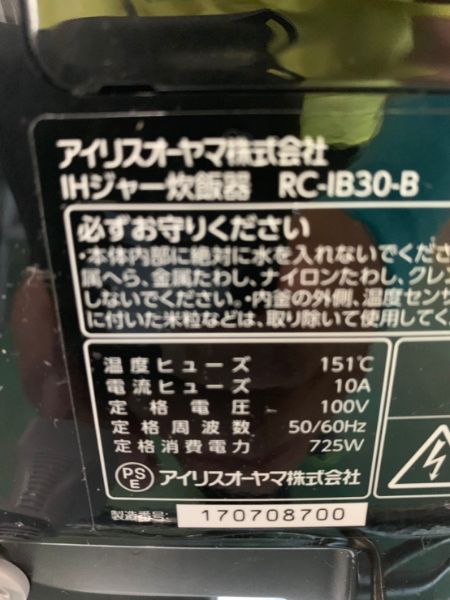 アイリスオーヤマ株式会社
IHジャー炊飯器 RC-IB30-B
必ずお守りください
・本体内部に絶対に水を入れないでくださ
属へら、金属たわし、ナイロンたわし、クレン
しないでください。・内釜の外側、温度センサ
に付いた米粒などは、取り除いて使用してくだ
温度ヒューズ 151℃
電流ヒューズ 10A
定格電圧 100V
定格周波数 50/60Hz
定格消費電力 725W
PSE アイリスオーヤマ株式会社
製造番号: 170708700